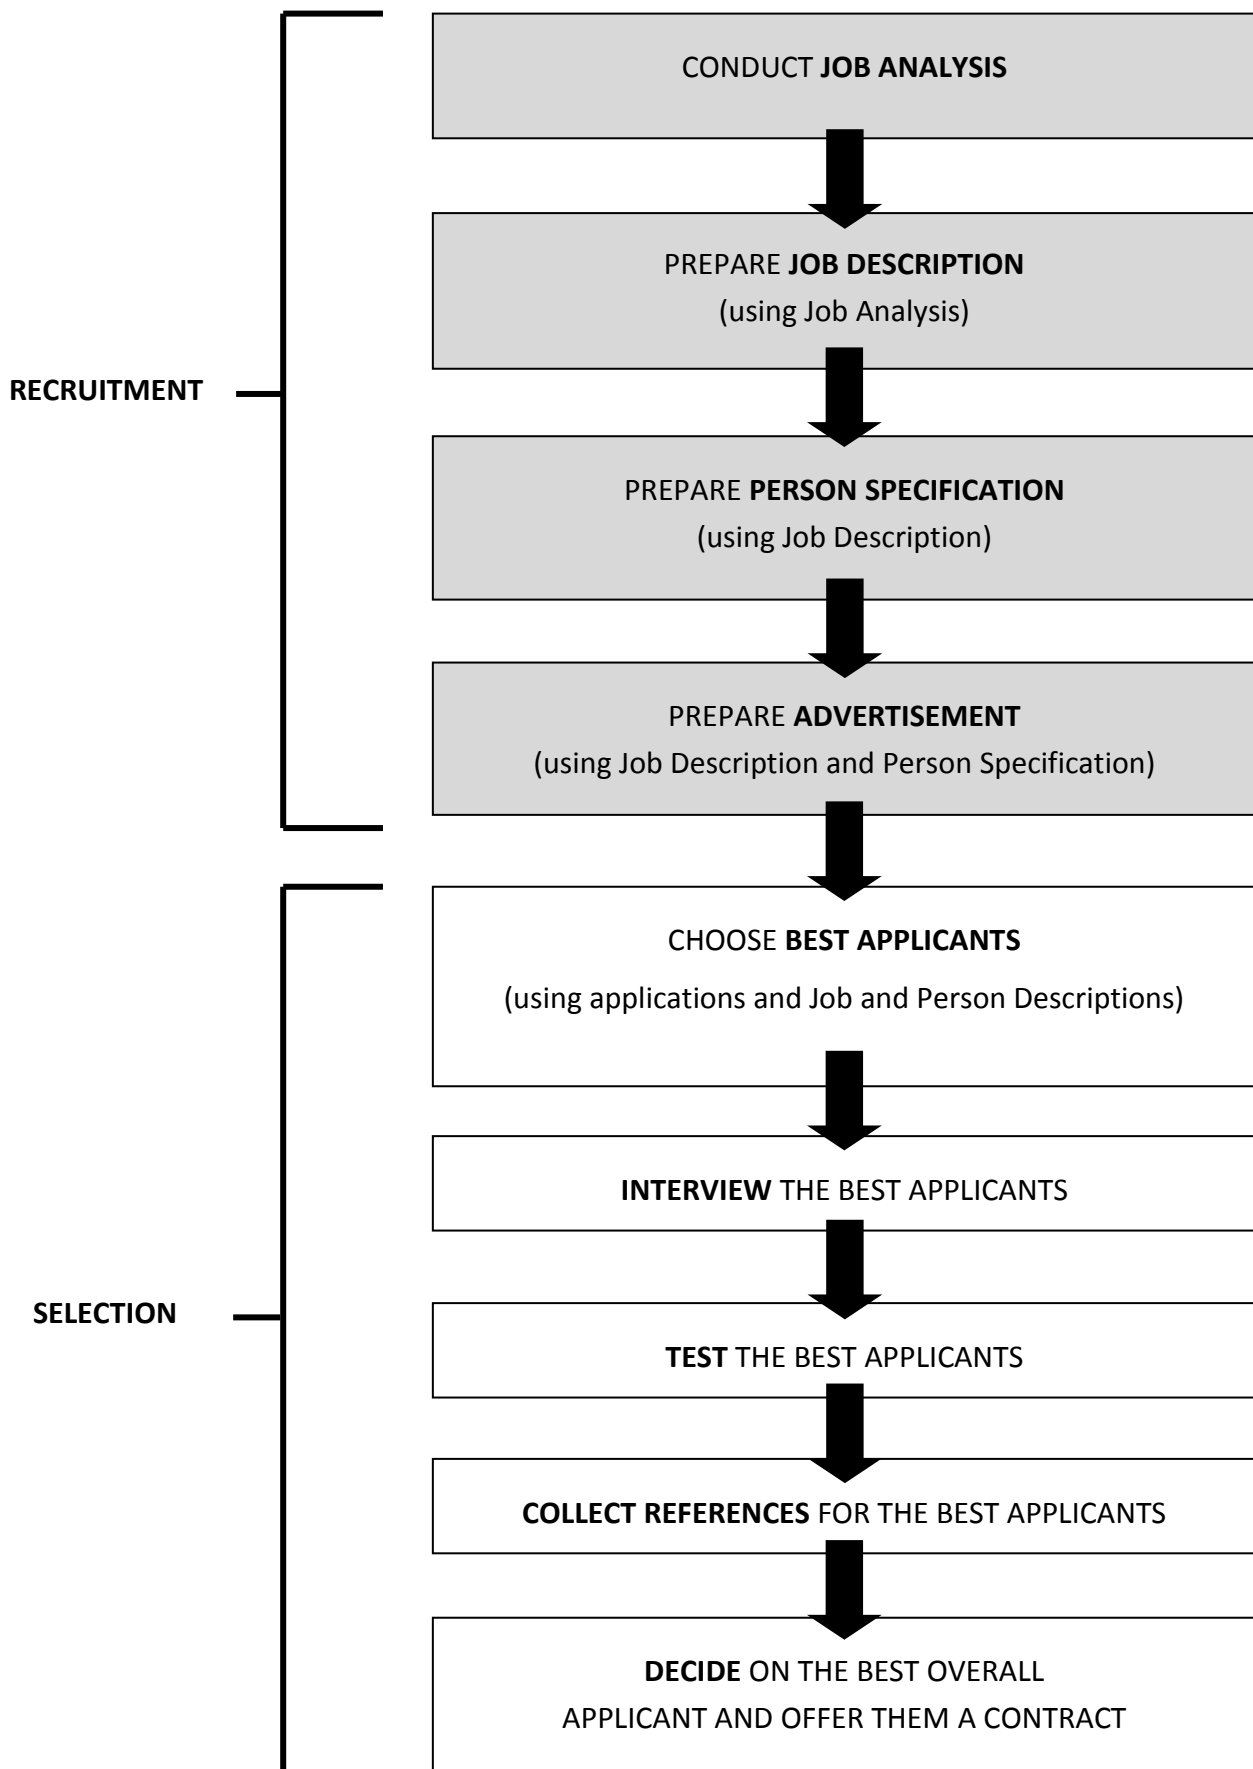 CONDUCT JOB ANALYSIS
PREPARE JOB DESCRIPTION
(using Job Analysis)
RECRUITMENT
PREPARE PERSON SPECIFICATION
(using Job Description)
PREPARE ADVERTISEMENT
(using Job Description and Person Specification)
CHOOSE BEST APPLICANTS
(using applications and Job and Person Descriptions)
INTERVIEW THE BEST APPLICANTS
SELECTION
TEST THE BEST APPLICANTS
COLLECT REFERENCES FOR THE BEST APPLICANTS
DECIDE ON THE BEST OVERALL
APPLICANT AND OFFER THEM A CONTRACT